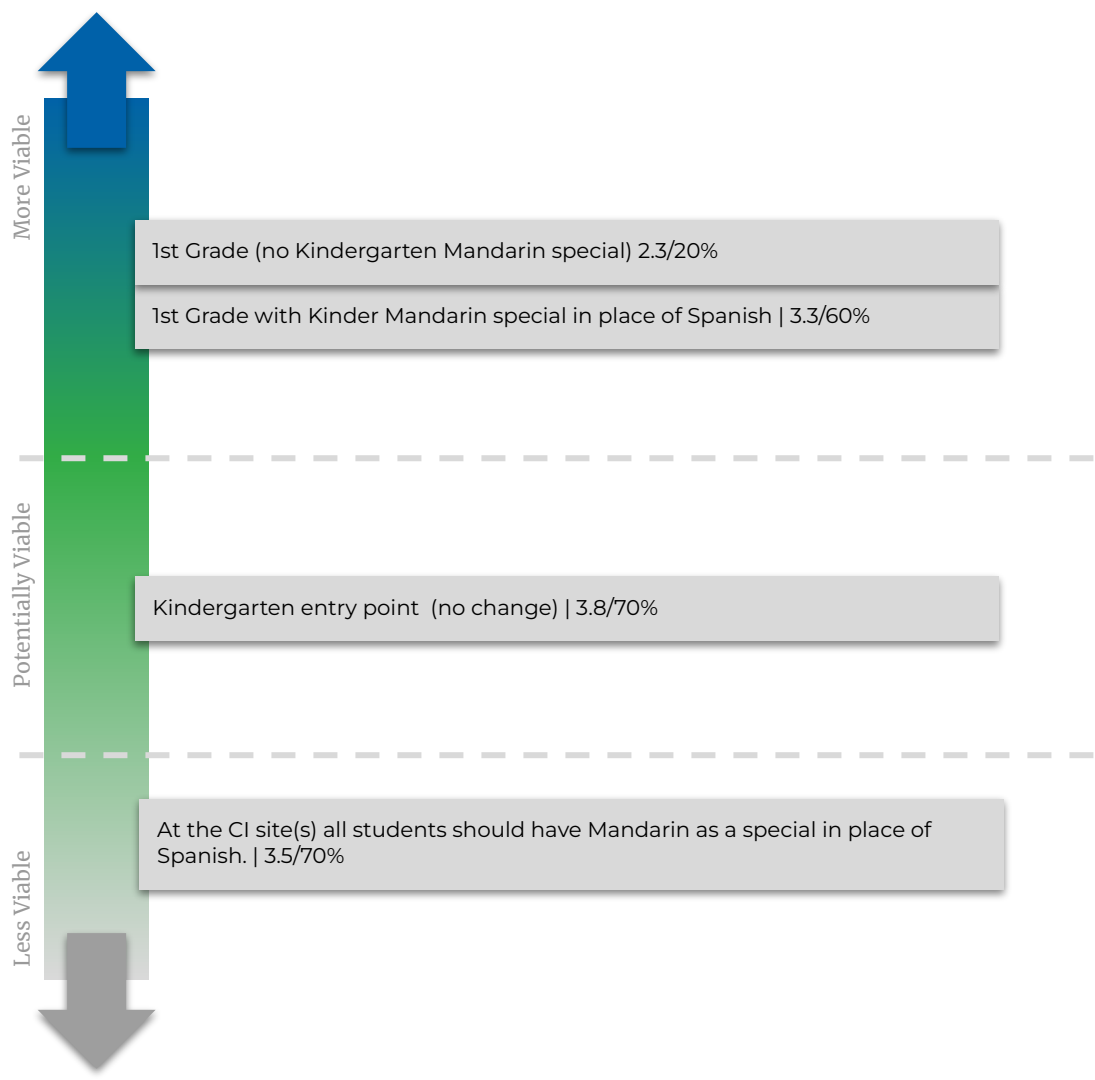 More Viable
1st Grade (no Kindergarten Mandarin special) 2.3/20%
1st Grade with Kinder Mandarin special in place of Spanish | 3.3/60%
Potentially Viable
Kindergarten entry point  (no change) | 3.8/70%
Less Viable
At the CI site(s) all students should have Mandarin as a special in place of
Spanish. | 3.5/70%